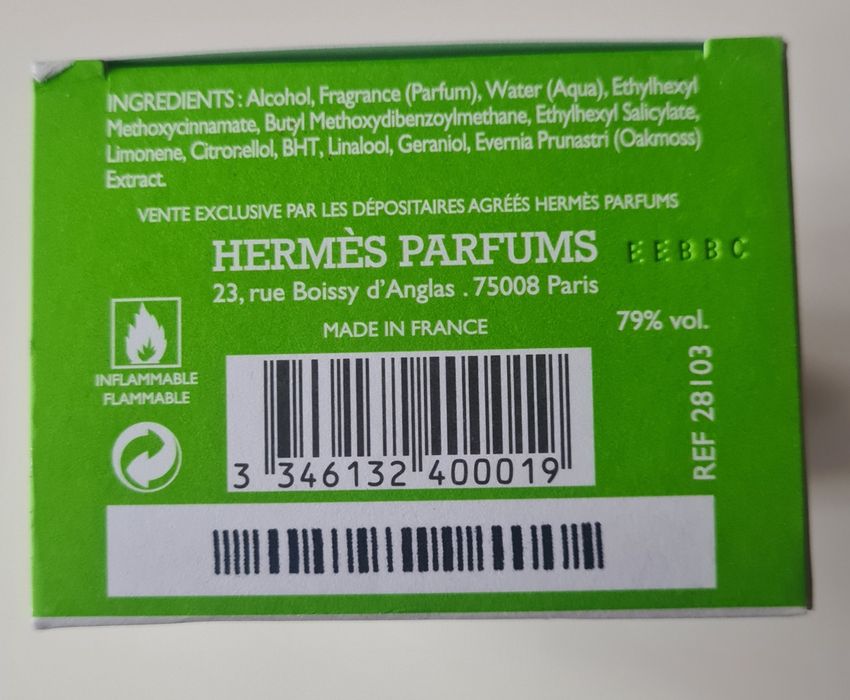 INGREDIENTS : Alcohol, Fragrance (Parfum), Water (Aqua), Ethylhexyl
Methoxycinnamate, Butyl Methoxydibenzoylmethane, Ethylhexyl Salicylate,
Limonene, Citronellol, BHT, Linalool, Geraniol, Evernia Prunastri (Oakmoss)
Extract.
VENTE EXCLUSIVE PAR LES DÉPOSITAIRES AGRÉÉS HERMÈS PARFUMS
HERMÈS PARFUMS
EEBBC
23, rue Boissy d'Anglas . 75008 Paris
MADE IN FRANCE
79% vol.
INFLAMMABLE
FLAMMABLE
REF 28103
3 346132 400019